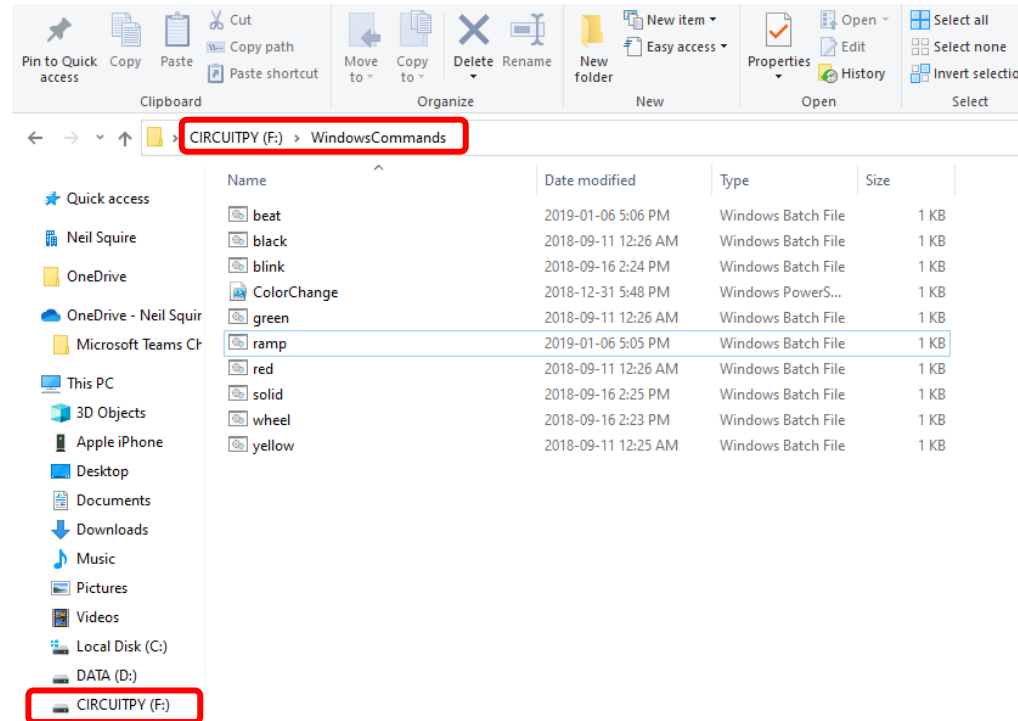 Cut
Copy path
Paste shortcut
Pin to Quick access
Copy
Paste
Clipboard
Move to
Copy to
Delete
Rename
Organize
New folder
New item
Easy access
New
Properties
Open
Edit
History
Open
Select all
Select none
Invert selectio
Select
CIRCUITPY (F:) › WindowsCommands
Name Date modified Type Size
Quick access
Neil Squire
OneDrive
OneDrive - Neil Squir
Microsoft Teams Ch
This PC
3D Objects
Apple iPhone
Desktop
Documents
Downloads
Music
Pictures
Videos
Local Disk (C:)
DATA (D:)
CIRCUITPY (F:)
beat 2019-01-06 5:06 PM Windows Batch File 1 KB
black 2018-09-11 12:26 AM Windows Batch File 1 KB
blink 2018-09-16 2:24 PM Windows Batch File 1 KB
ColorChange 2018-12-31 5:48 PM Windows PowerS... 1 KB
green 2018-09-11 12:26 AM Windows Batch File 1 KB
ramp 2019-01-06 5:05 PM Windows Batch File 1 KB
red 2018-09-11 12:26 AM Windows Batch File 1 KB
solid 2018-09-16 2:25 PM Windows Batch File 1 KB
wheel 2018-09-16 2:23 PM Windows Batch File 1 KB
yellow 2018-09-11 12:25 AM Windows Batch File 1 KB